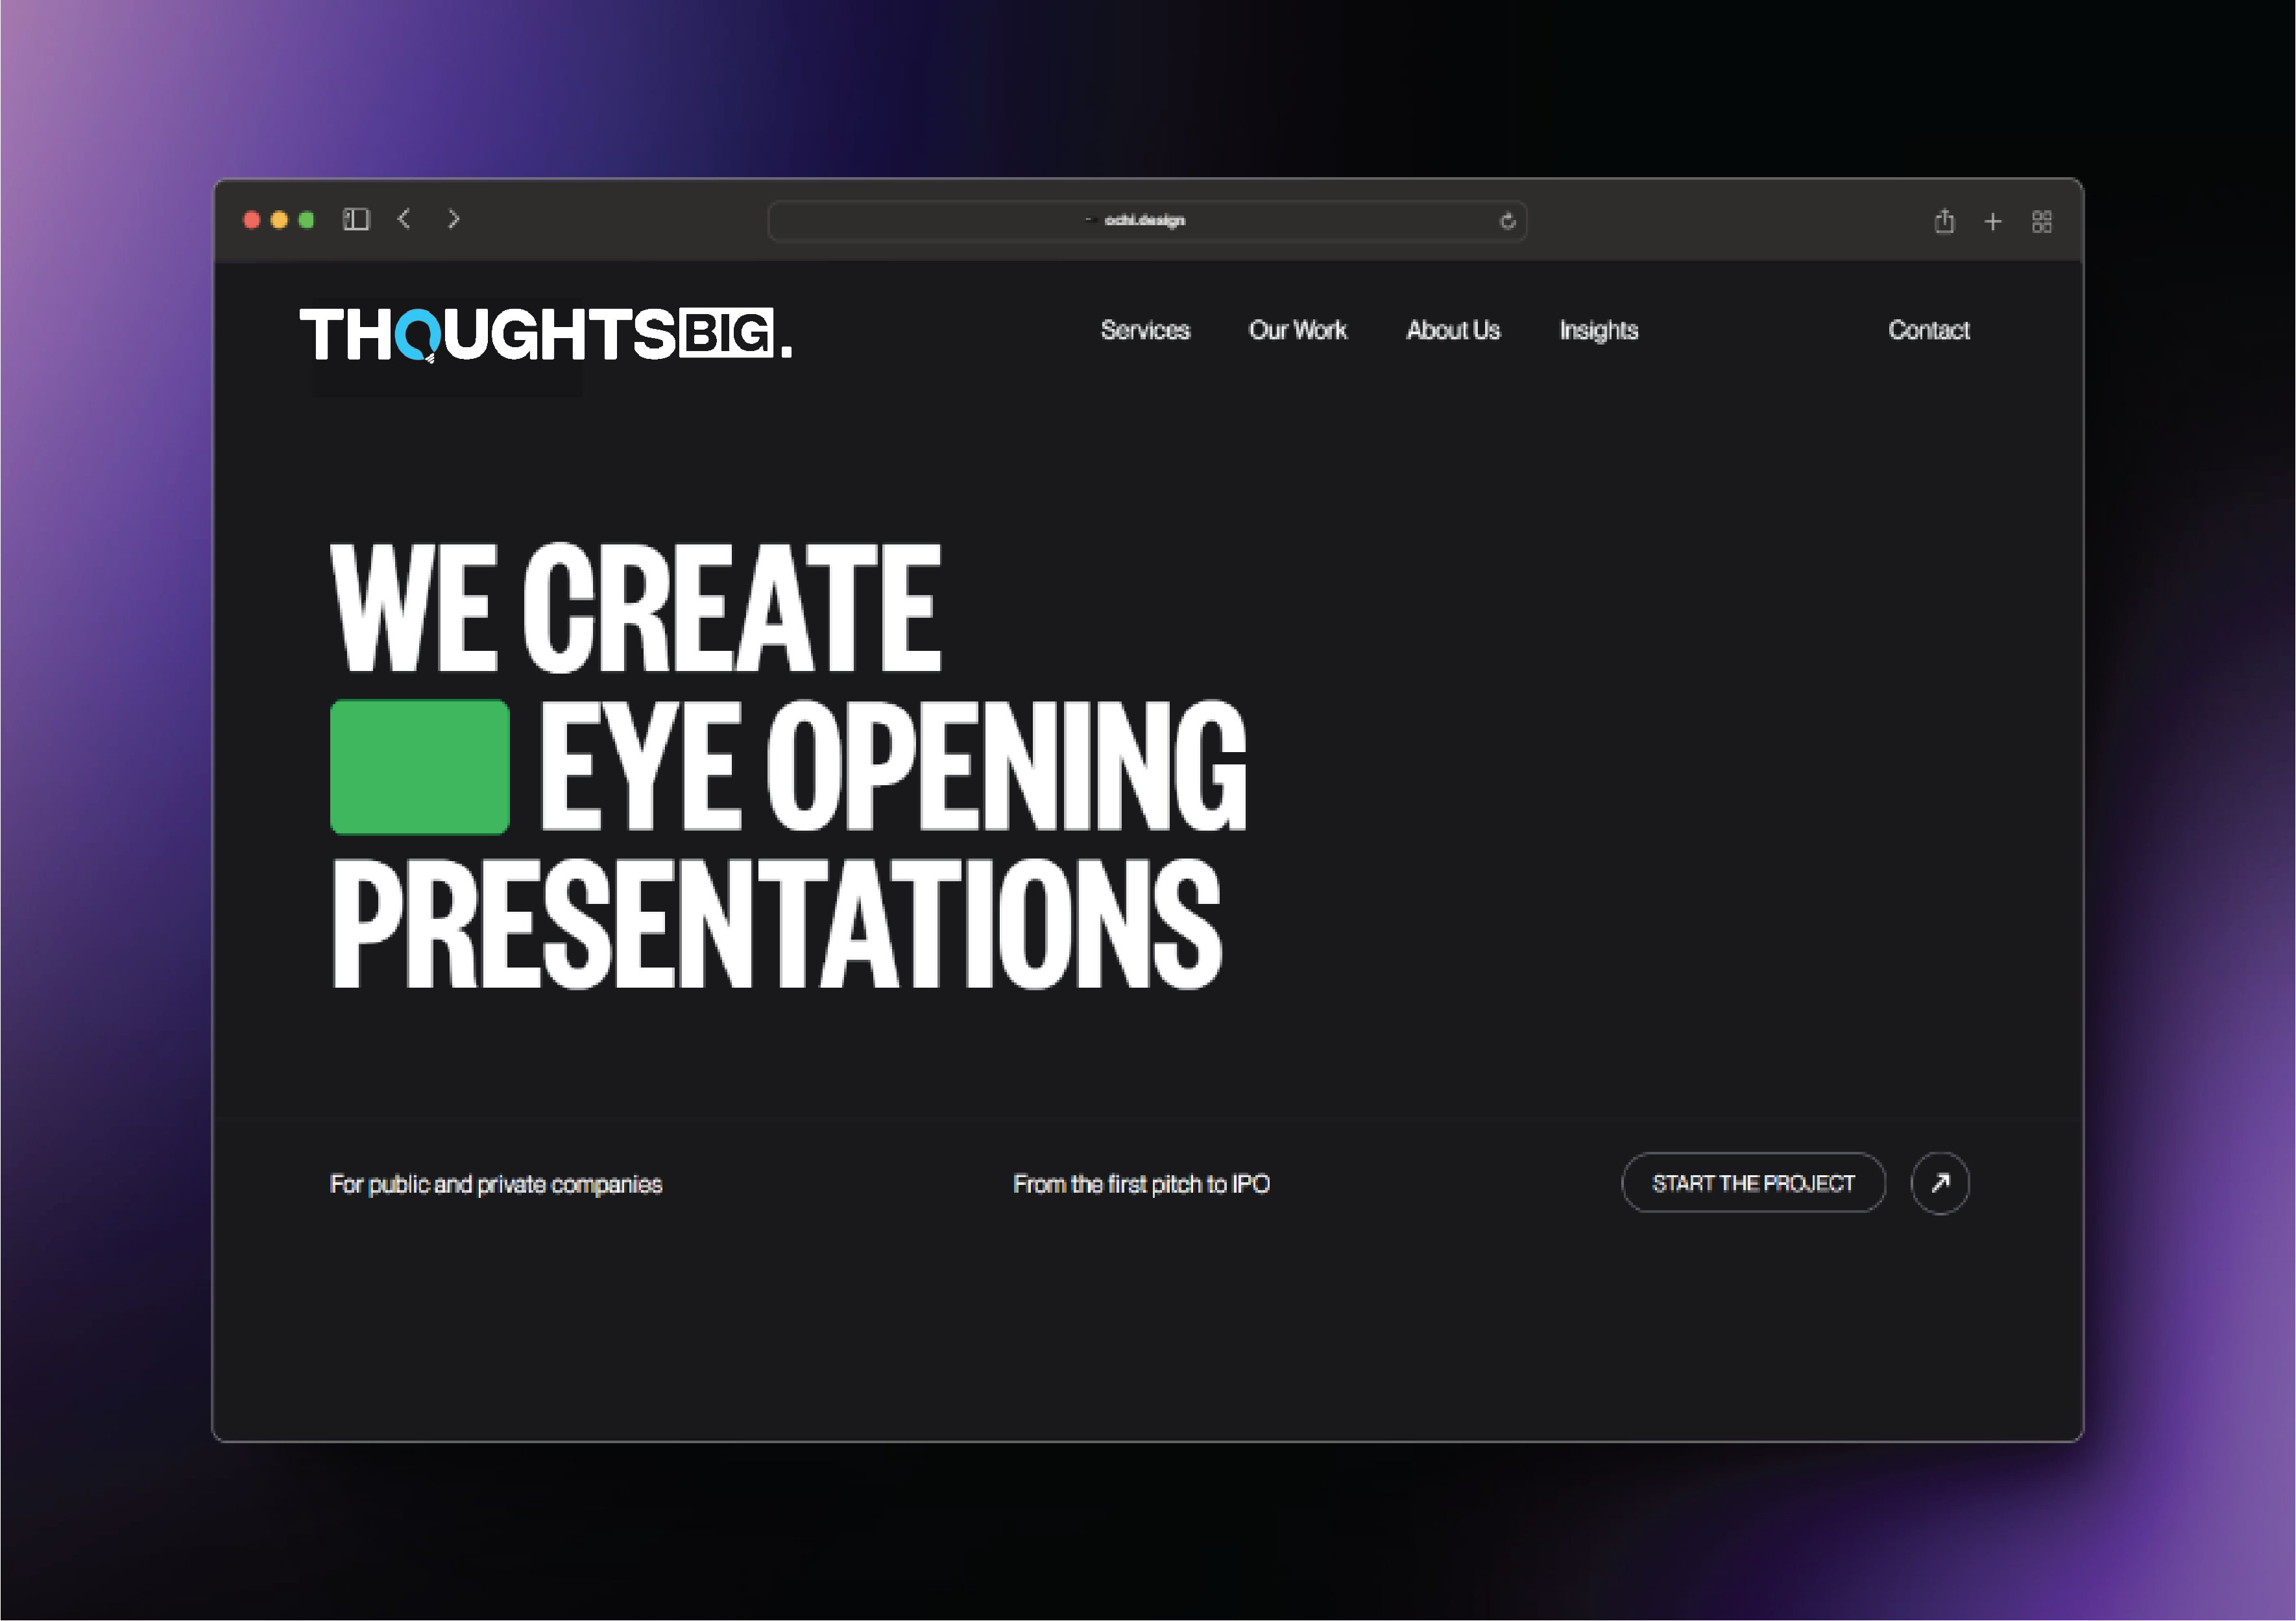 ochi.design
THOUGHTSBIG.
Services Our Work About Us Insights Contact
WE CREATE
EYE OPENING
PRESENTATIONS
For public and private companies
From the first pitch to IPO
START THE PROJECT